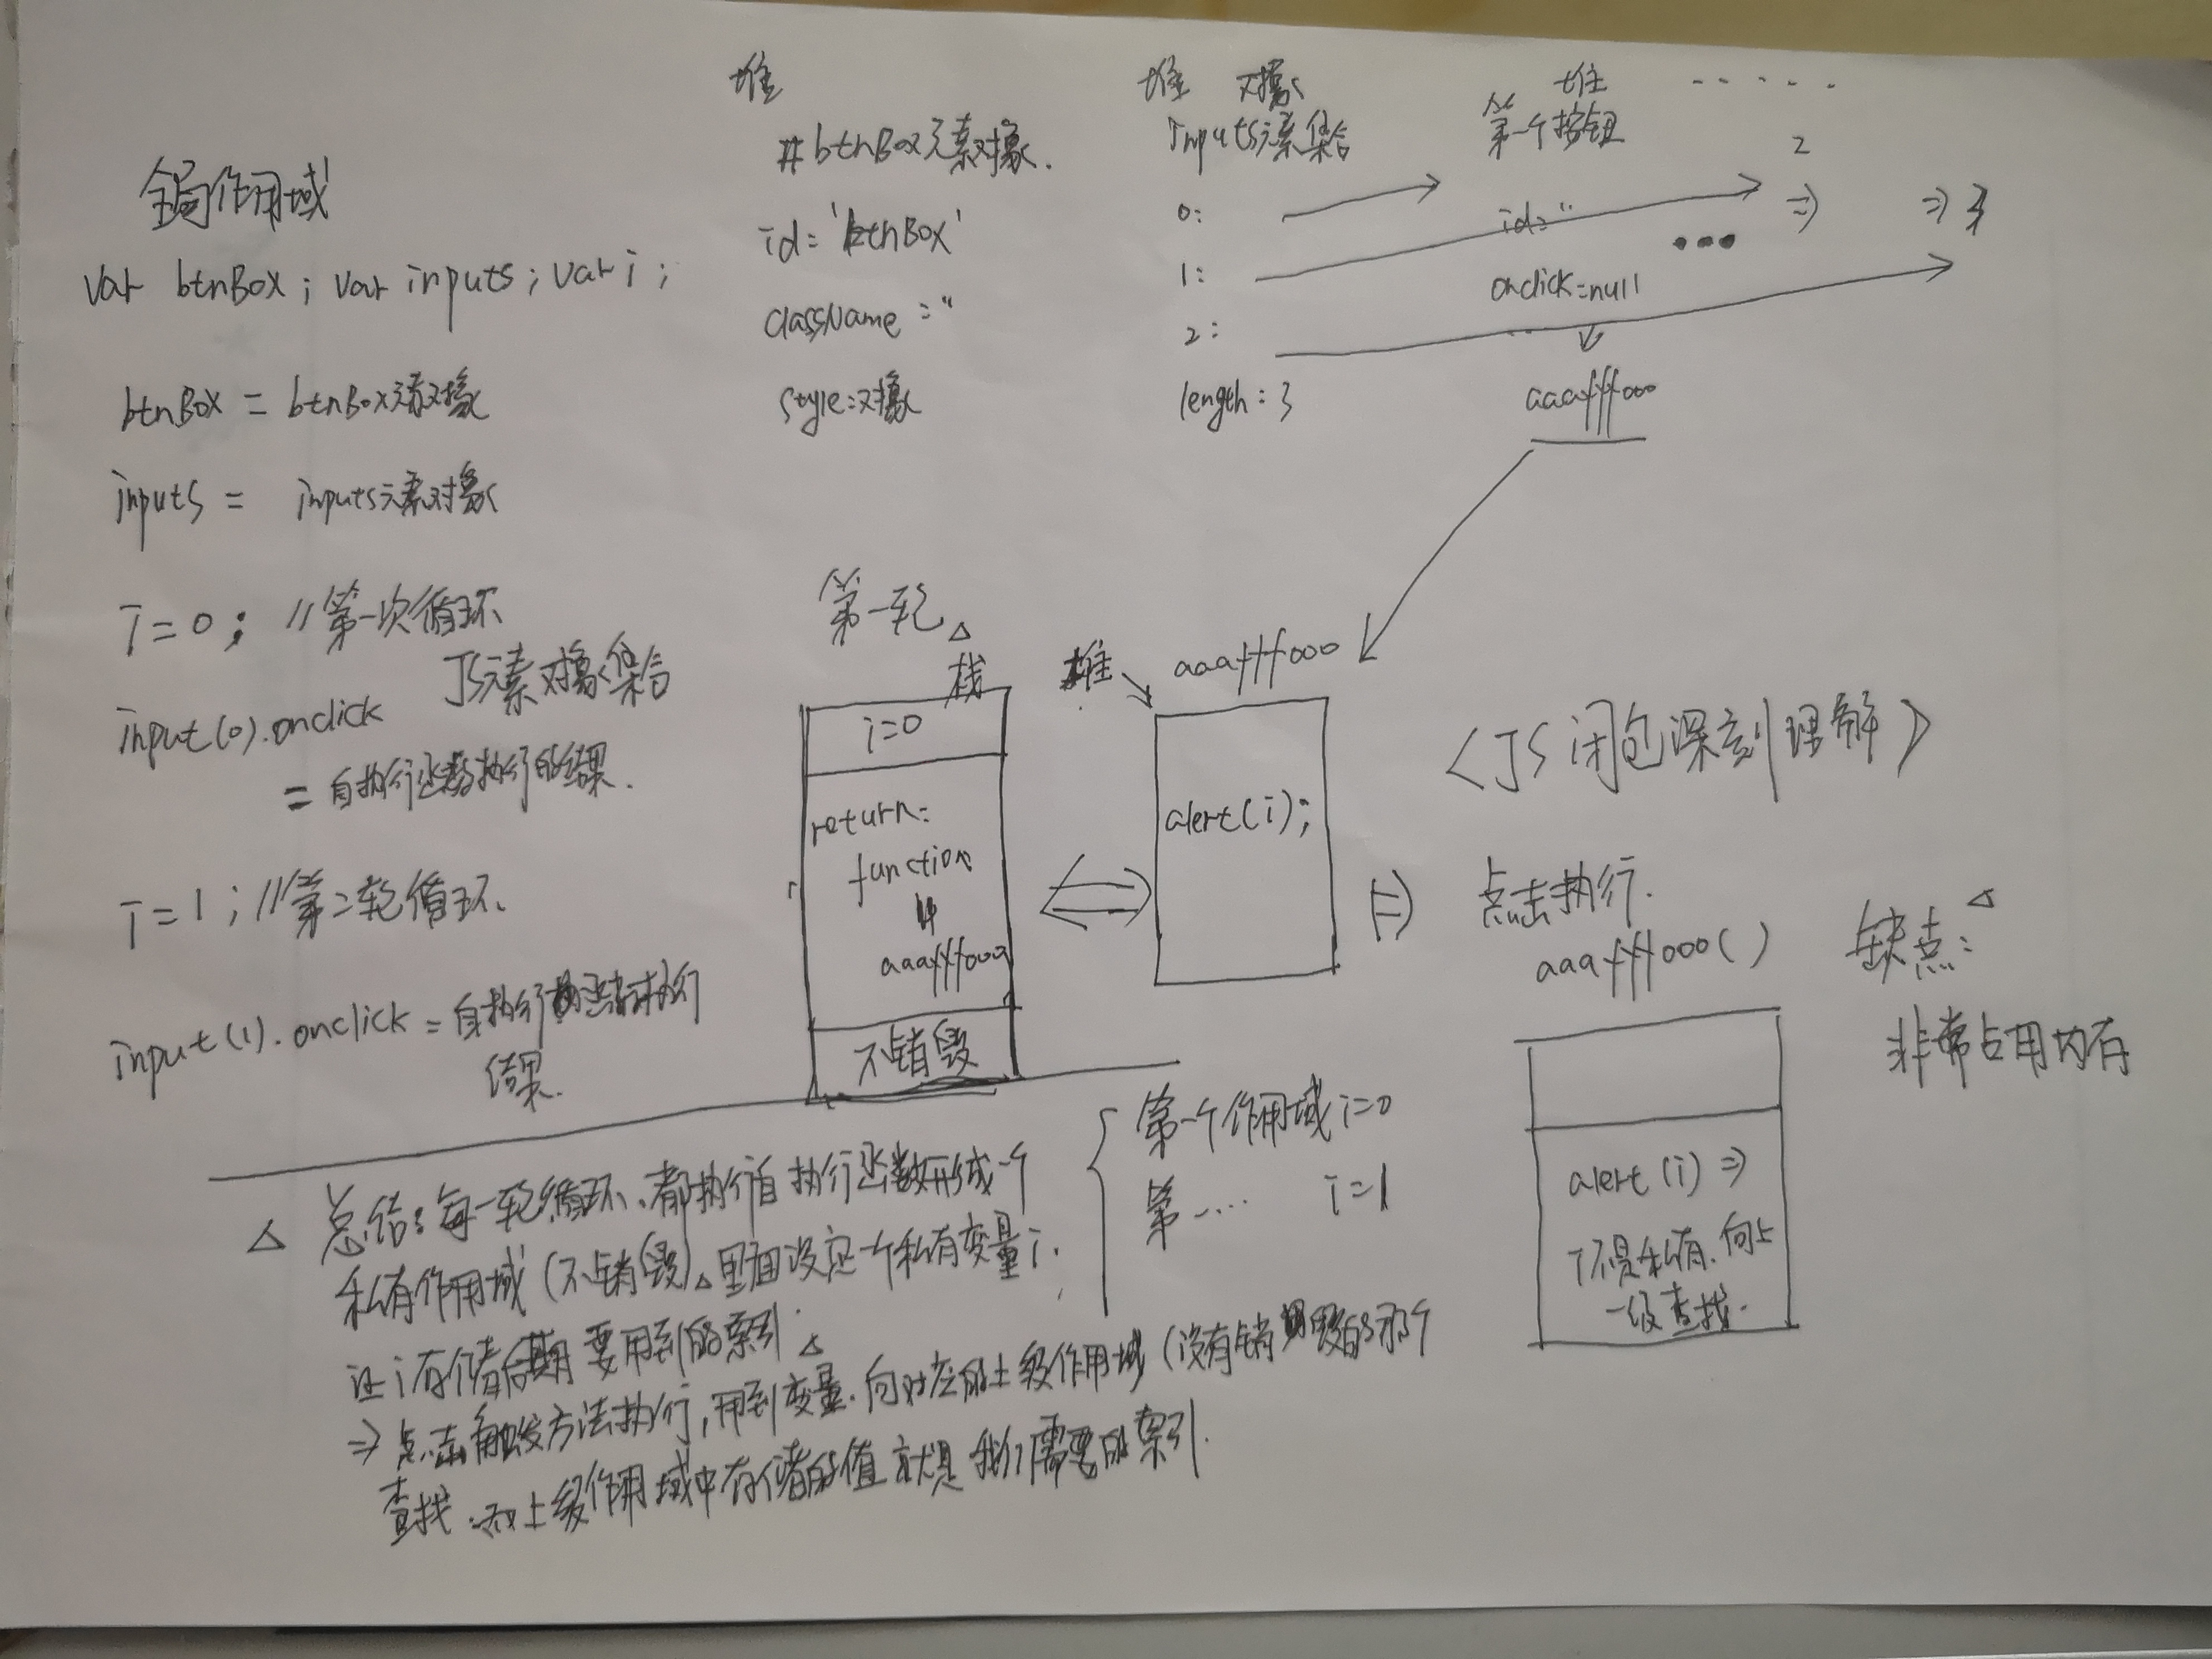 全局作用域
var btnBox; var inputs; var i;
btnBox = btnBox元素对象
inputs = inputs元素对象
i=0; //第一次循环
JS元素对象集合
input(0).onclick
= 自执行函数执行的结果.
i=1; //第二轮循环.
input(1).onclick = 自执行函数执行
结果.
堆
#btnBox元素对象.
id='btnBox'
className=''
style:对象
堆 对象
Inputs元素集合
0:
1:
2:
length:3
堆 ......
第一个按钮
2
id=''
...
⇒ ⇒ 3
onclick=null
aaafff000
第一轮△
栈
i=0
return:
function
aaafff000
不销毁
堆
aaafff000
alert(i);
<JS闭包深刻理解>
⇒ 点击执行.
aaafff000()
alert(i) ⇒
i不是私有.向上
一级查找.
缺点:△
非常占用内存
△ 总结:每一轮循环、都执行自执行函数形成一个
私有作用域(不销毁)△里面设定一个私有变量i.
让i存储后期要用到的索引.△
⇒ 点击触发方法执行,用到变量.向对应的上级作用域(没有销毁的那个
查找.而上级作用域中存储的值就是我们需要的索引.
第一个作用域i=0
第.... i=1